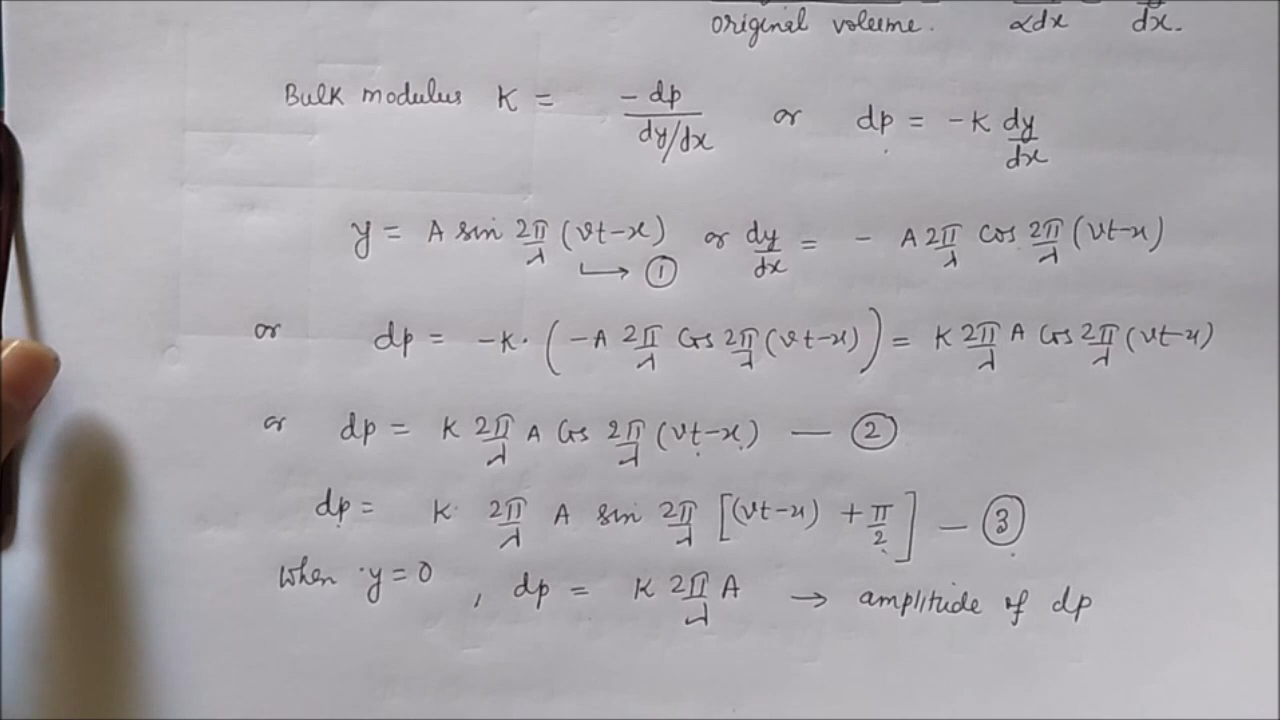 original volume. αdx dx.
Bulk modulus K = -dp / dy/dx or dp = -K dy/dx
y = A sin 2π/λ (vt-x) or dy/dx = - A 2π/λ cos 2π/λ (vt-x)
→ ①
or dp = -K. (-A 2π/λ Cos 2π/λ (vt-x)) = K 2π/λ A Cos 2π/λ (vt-x)
or dp = K 2π/λ A Cos 2π/λ (vt-x) — ②
dp = K 2π/λ A sin 2π/λ [(vt-x) + π/2] — ③
when y=0, dp = K 2π/λ A → amplitude of dp